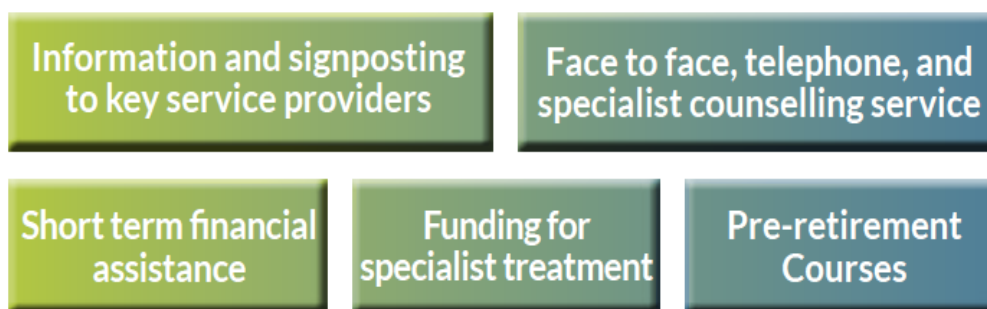 Information and signposting
to key service providers
Face to face, telephone, and
specialist counselling service
Short term financial
assistance
Funding for
specialist treatment
Pre-retirement
Courses